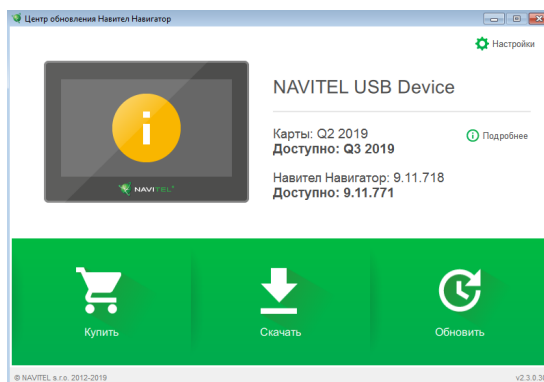 Центр обновления Навител Навигатор
Настройки
NAVITEL USB Device
Карты: Q2 2019
Подробнее
Доступно: Q3 2019
Навител Навигатор: 9.11.718
Доступно: 9.11.771
NAVITEL
Купить
Скачать
Обновить
© NAVITEL s.r.o. 2012-2019